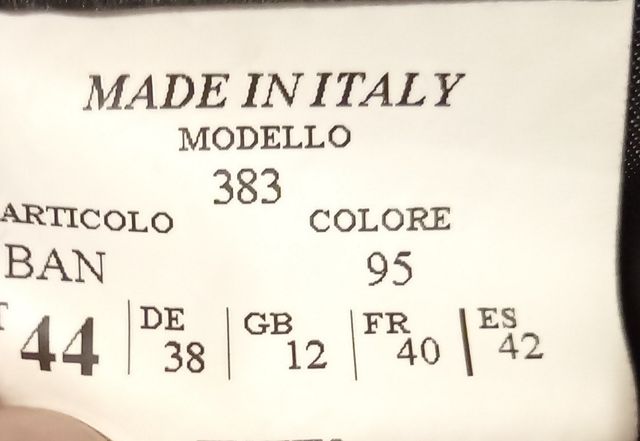 MADE IN ITALY
MODELLO
383
ARTICOLO COLORE
BAN 95
DE GB FR ES
44 38 12 40 42